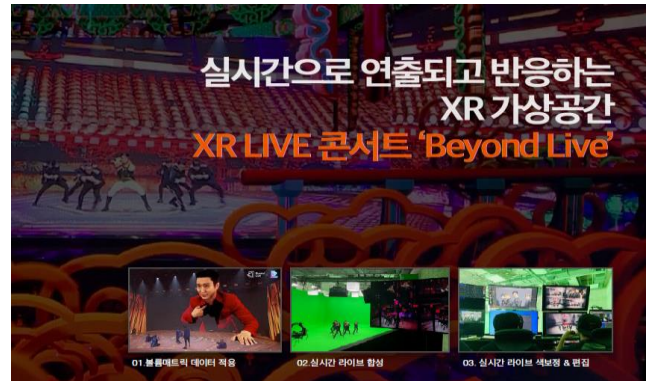 실시간으로 연출되고 반응하는
XR 가상공간
XR LIVE 콘서트 ‘Beyond Live’
01.볼륨매트릭 데이터 적용
02.실시간 라이브 합성
03. 실시간 라이브 색보정 & 편집